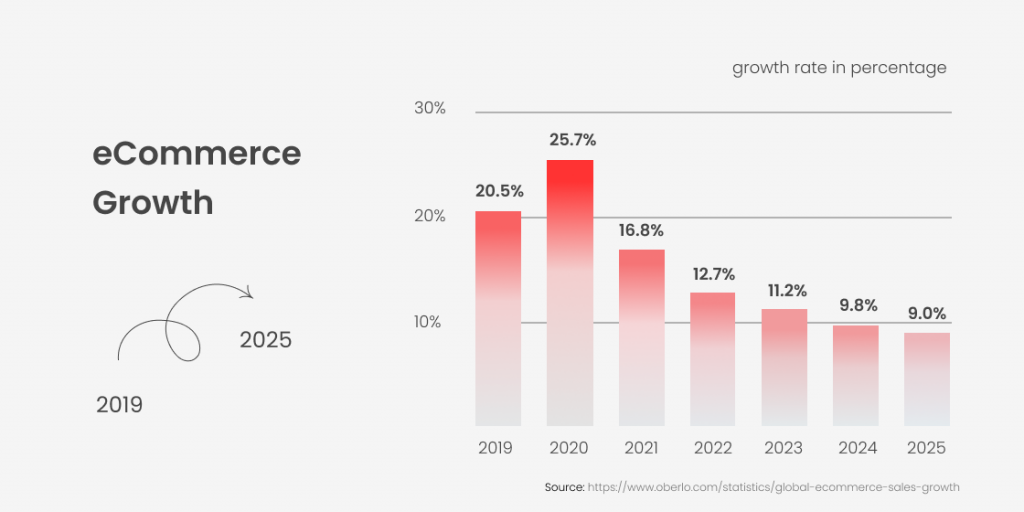 growth rate in percentage
eCommerce
Growth
2019
2025
30%
20%
10%
20.5%
25.7%
16.8%
12.7%
11.2%
9.8%
9.0%
2019 2020 2021 2022 2023 2024 2025
Source: https://www.oberlo.com/statistics/global-ecommerce-sales-growth